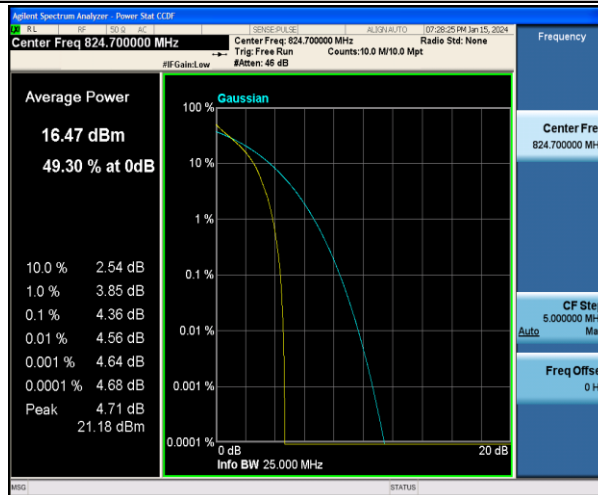 Agilent Spectrum Analyzer - Power Stat CCDF
RL RF 50 Ω AC SENSE:PULSE ALIGN AUTO 07:28:25 PM Jan 15, 2024
Center Freq 824.700000 MHz
Center Freq: 824.700000 MHz Radio Std: None
Trig: Free Run Counts:10.0 M/10.0 Mpt
#IFGain:Low #Atten: 46 dB
Frequency
Average Power
16.47 dBm
49.30 % at 0dB
10.0 % 2.54 dB
1.0 % 3.85 dB
0.1 % 4.36 dB
0.01 % 4.56 dB
0.001 % 4.64 dB
0.0001 % 4.68 dB
Peak 4.71 dB
21.18 dBm
Gaussian
100 %
10 %
1 %
0.1 %
0.01 %
0.001 %
0.0001 %
0 dB 20 dB
Info BW 25.000 MHz
Center Fre
824.700000 MH
CF Ste
5.000000 MH
Auto Ma
Freq Offse
0 H
MSG STATUS